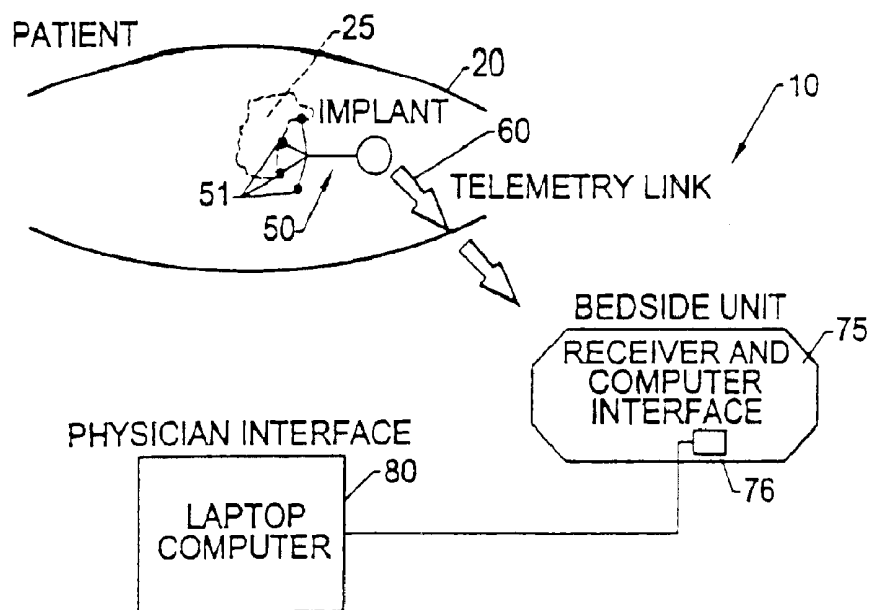 PATIENT
25
20
10
IMPLANT
60
51
50
TELEMETRY LINK
BEDSIDE UNIT
75
RECEIVER AND
COMPUTER
INTERFACE
76
PHYSICIAN INTERFACE
80
LAPTOP
COMPUTER